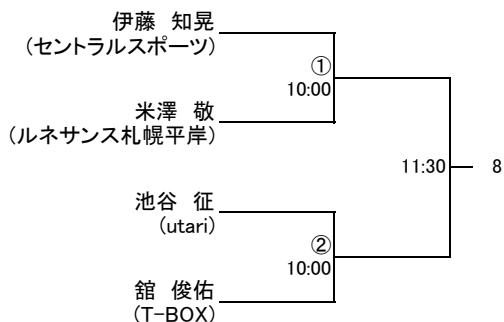 伊藤　知晃
(セントラルスポーツ)
①
10:00
米澤　敬
(ルネサンス札幌平岸)
11:30
8
池谷　征
(utari)
②
10:00
舘　俊佑
(T-BOX)